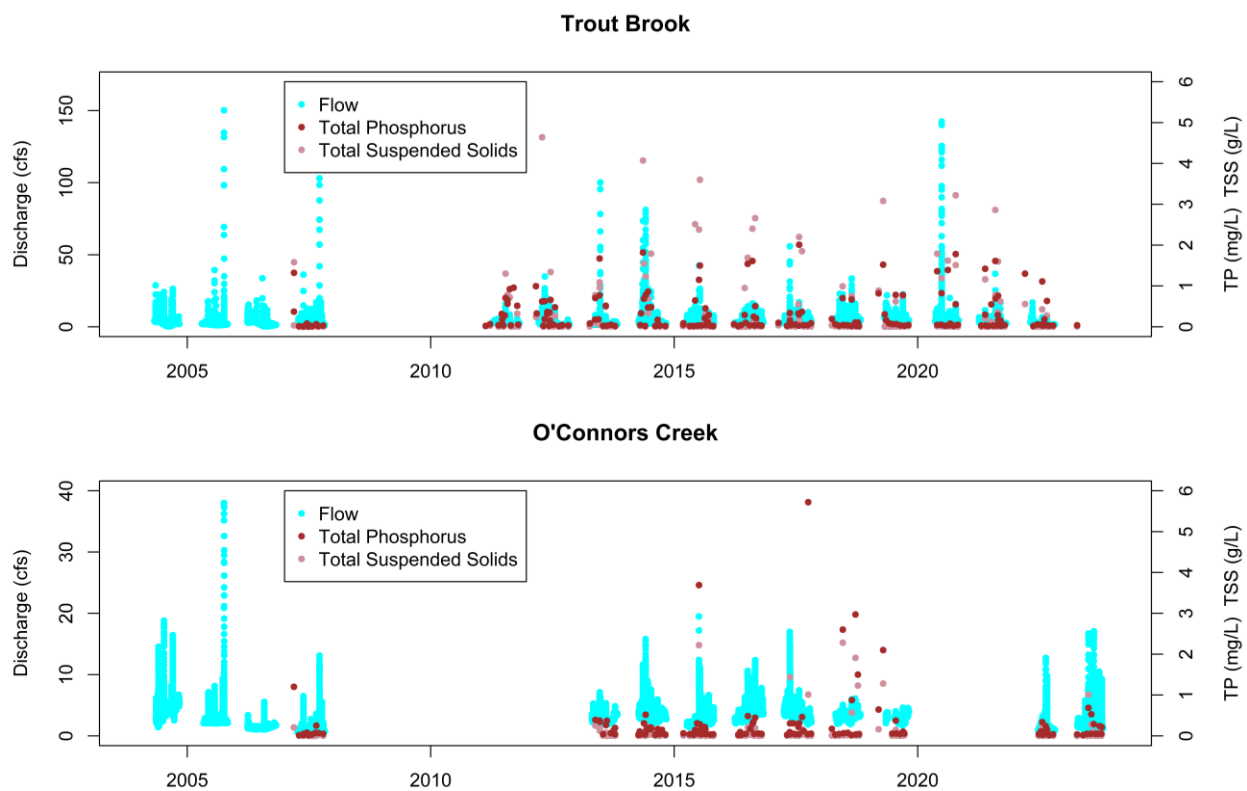 Trout Brook
Flow
Total Phosphorus
Total Suspended Solids
Discharge (cfs)
0
50
100
150
TP (mg/L) TSS (g/L)
0
1
2
3
4
5
6
2005
2010
2015
2020
O'Connors Creek
Flow
Total Phosphorus
Total Suspended Solids
Discharge (cfs)
0
10
20
30
40
TP (mg/L) TSS (g/L)
0
1
2
3
4
5
6
2005
2010
2015
2020